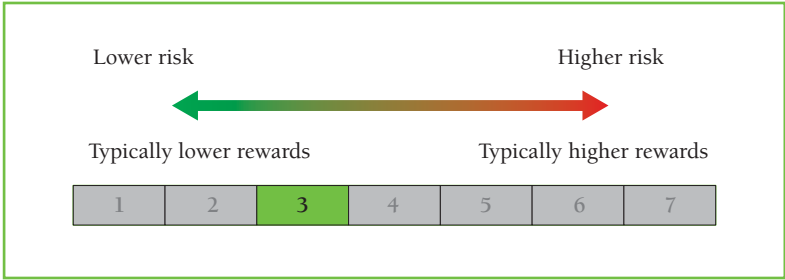 Lower risk Higher risk
Typically lower rewards Typically higher rewards
1 2 3 4 5 6 7